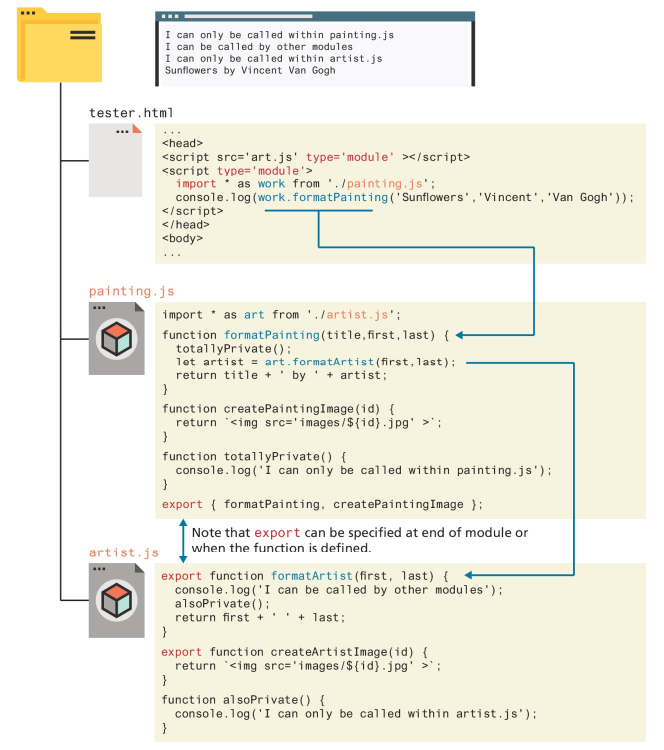 I can only be called within painting.js
I can be called by other modules
I can only be called within artist.js
Sunflowers by Vincent Van Gogh
tester.html
...
<head>
<script src='art.js' type='module' ></script>
<script type='module'>
  import * as work from './painting.js';
  console.log(work.formatPainting('Sunflowers','Vincent','Van Gogh'));
</script>
</head>
<body>
...
painting.js
import * as art from './artist.js';
function formatPainting(title,first,last) {
  totallyPrivate();
  let artist = art.formatArtist(first,last);
  return title + ' by ' + artist;
}
function createPaintingImage(id) {
  return `<img src='images/${id}.jpg' >`;
}
function totallyPrivate() {
  console.log('I can only be called within painting.js');
}
export { formatPainting, createPaintingImage };
Note that export can be specified at end of module or
when the function is defined.
artist.js
export function formatArtist(first, last) {
  console.log('I can be called by other modules');
  alsoPrivate();
  return first + ' ' + last;
}
export function createArtistImage(id) {
  return `<img src='images/${id}.jpg' >`;
}
function alsoPrivate() {
  console.log('I can only be called within artist.js');
}